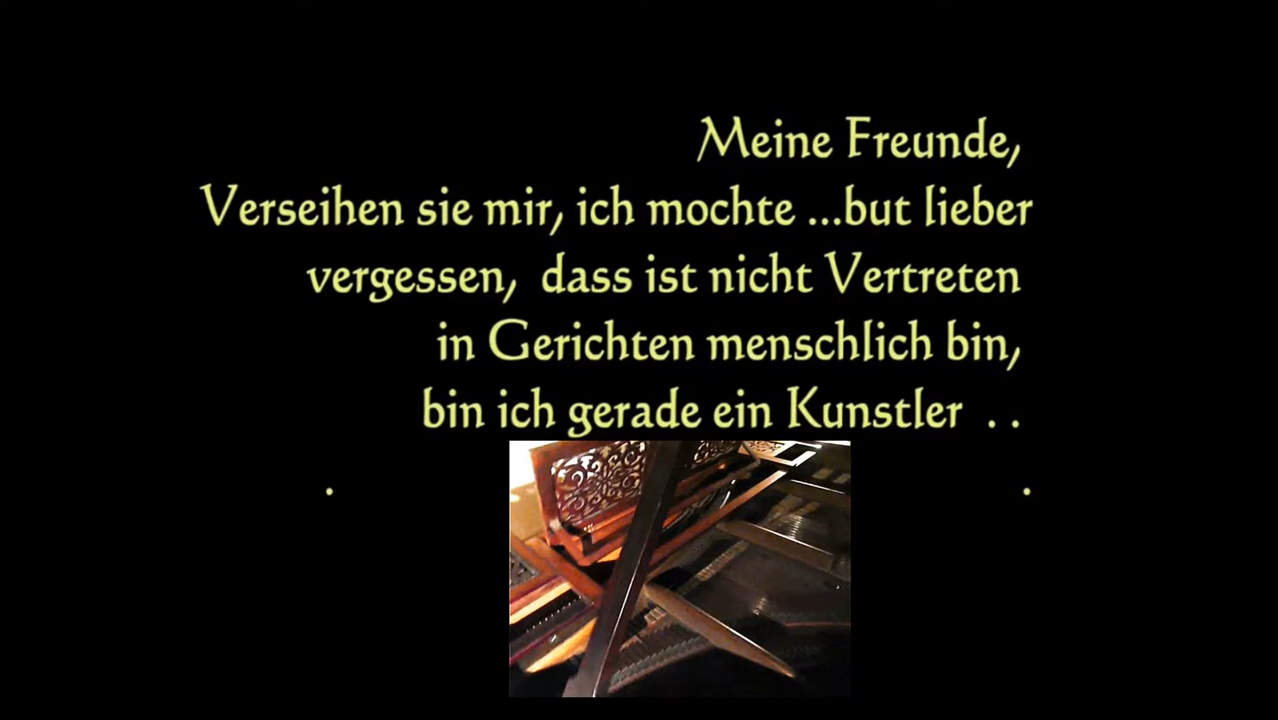 Meine Freunde,
Verseihen sie mir, ich mochte ...but lieber
vergessen, dass ist nicht Vertreten
in Gerichten menschlich bin,
bin ich gerade ein Kunstler . .
. .